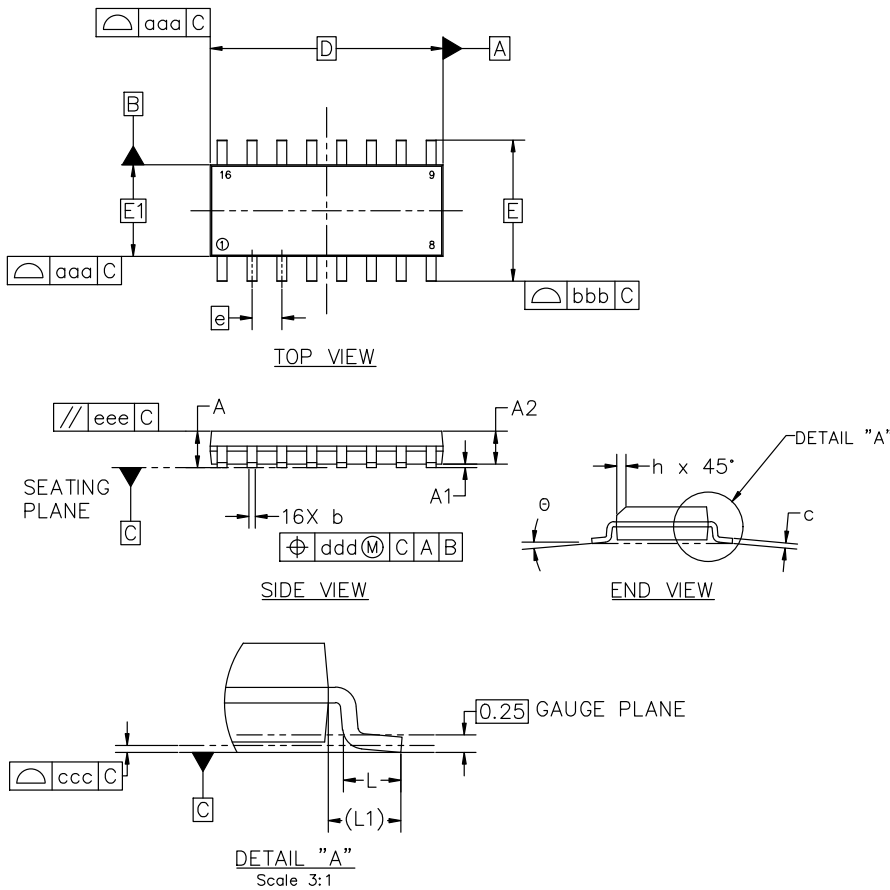 aaa C
D
A
B
16 9
E1
E
1 8
aaa C
bbb C
e
TOP VIEW
// eee C
A
A2
DETAIL "A"
h x 45°
SEATING
PLANE
A1
C
16X b
ddd Ⓜ C A B
Θ
c
SIDE VIEW
END VIEW
0.25 GAUGE PLANE
ccc C
C
L
(L1)
DETAIL "A"
Scale 3:1